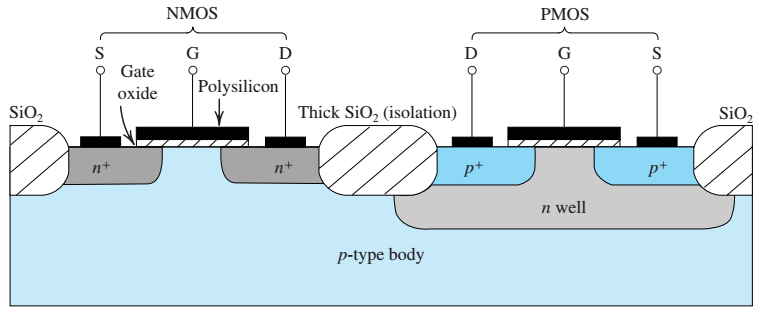 NMOS
PMOS
S G D
D G S
Gate
oxide
Polysilicon
SiO₂
Thick SiO₂ (isolation)
SiO₂
n⁺
n⁺
p⁺
p⁺
n well
p-type body